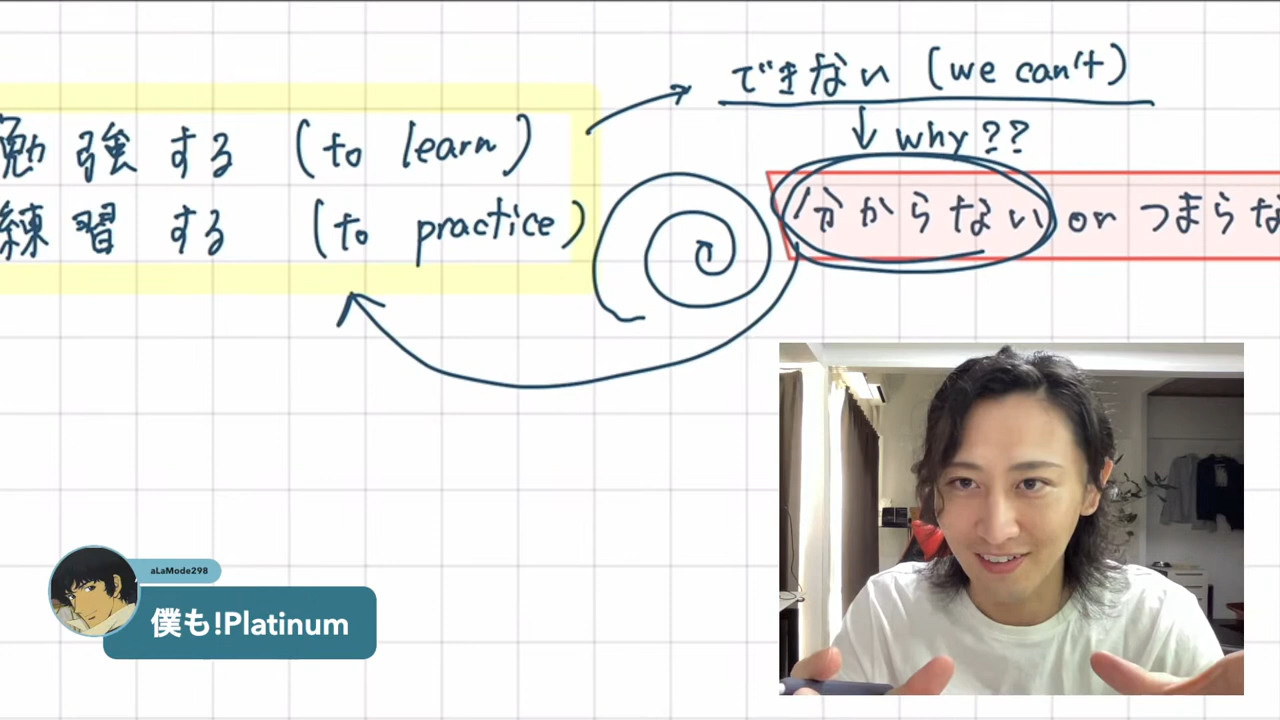 できない (we can't)
↓ why??
勉強する (to learn)
分からない or つまらな
練習する (to practice)
aLaMode298
僕も!Platinum